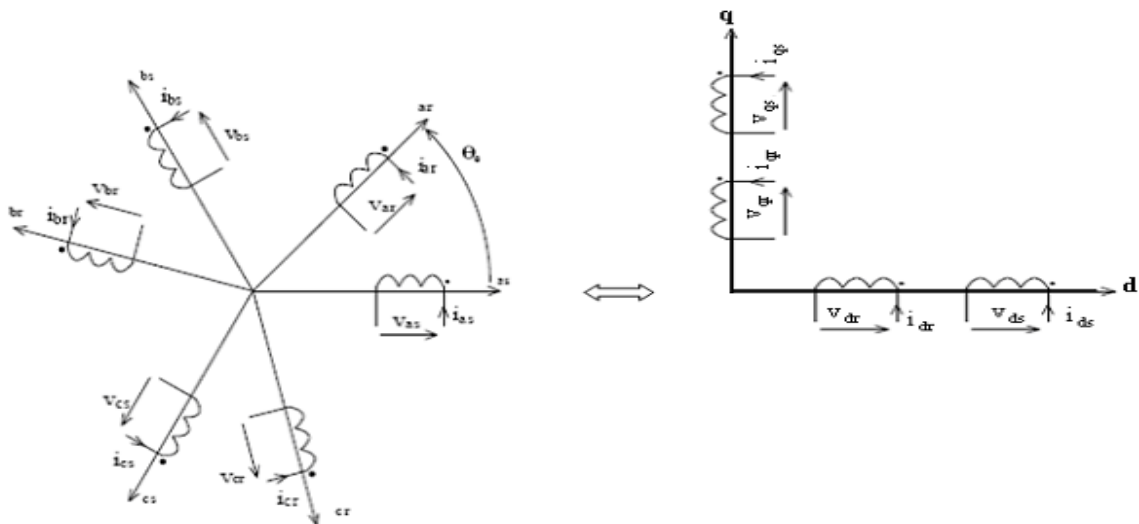 bs
ibs
vbs
ar
Θs
iar
var
vbr
ibr
br
as
vas
ias
vcs
ics
cs
vcr
icr
cr
q
iqs
vqs
iqr
vqr
d
vdr
idr
vds
ids